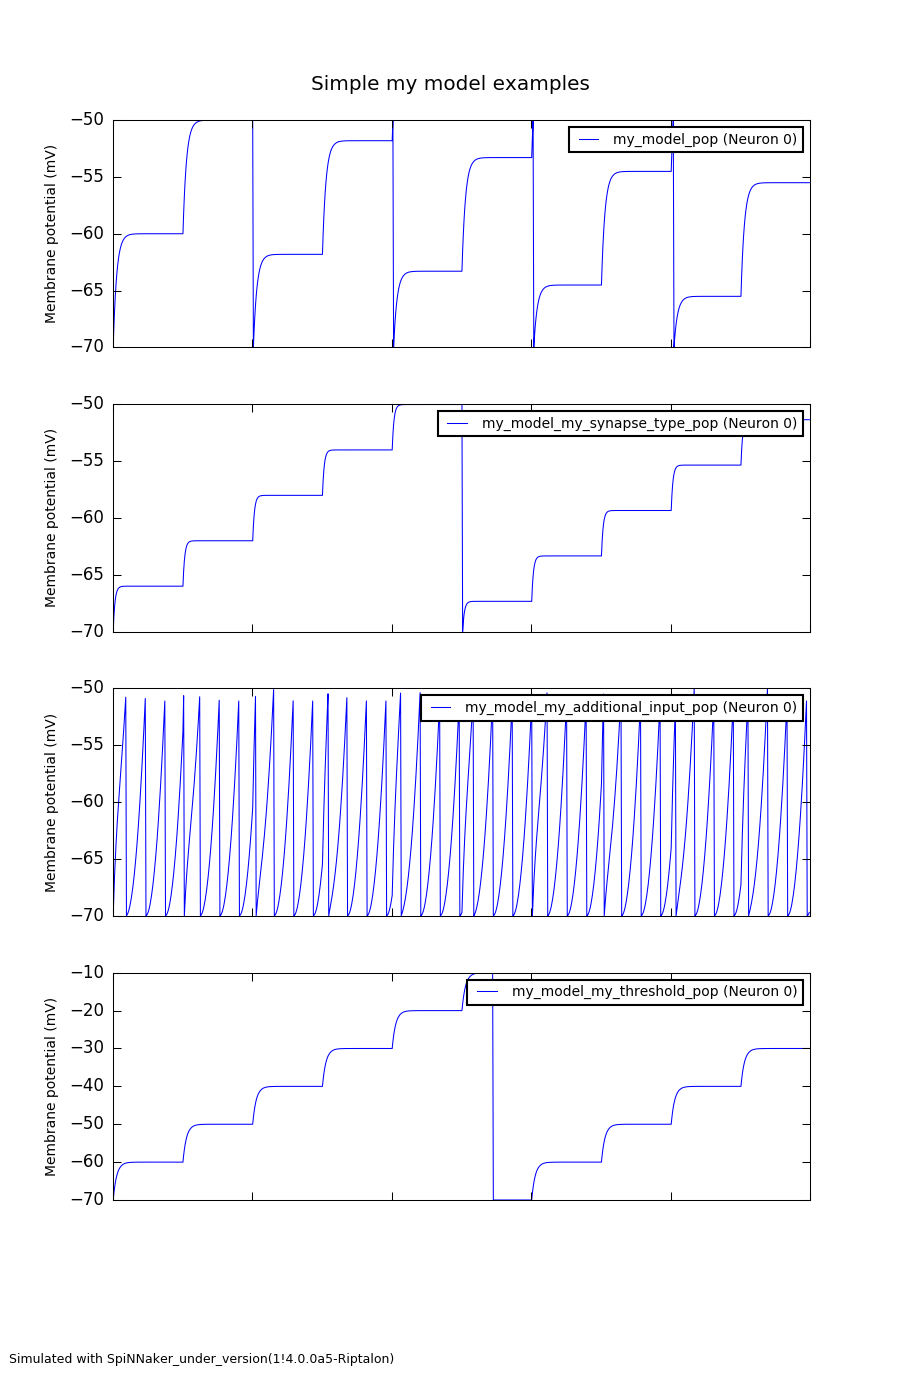 Simple my model examples
−50
−55
−60
−65
−70
Membrane potential (mV)
my_model_pop (Neuron 0)
−50
−55
−60
−65
−70
Membrane potential (mV)
my_model_my_synapse_type_pop (Neuron 0)
−50
−55
−60
−65
−70
Membrane potential (mV)
my_model_my_additional_input_pop (Neuron 0)
−10
−20
−30
−40
−50
−60
−70
Membrane potential (mV)
my_model_my_threshold_pop (Neuron 0)
Simulated with SpiNNaker_under_version(1!4.0.0a5-Riptalon)